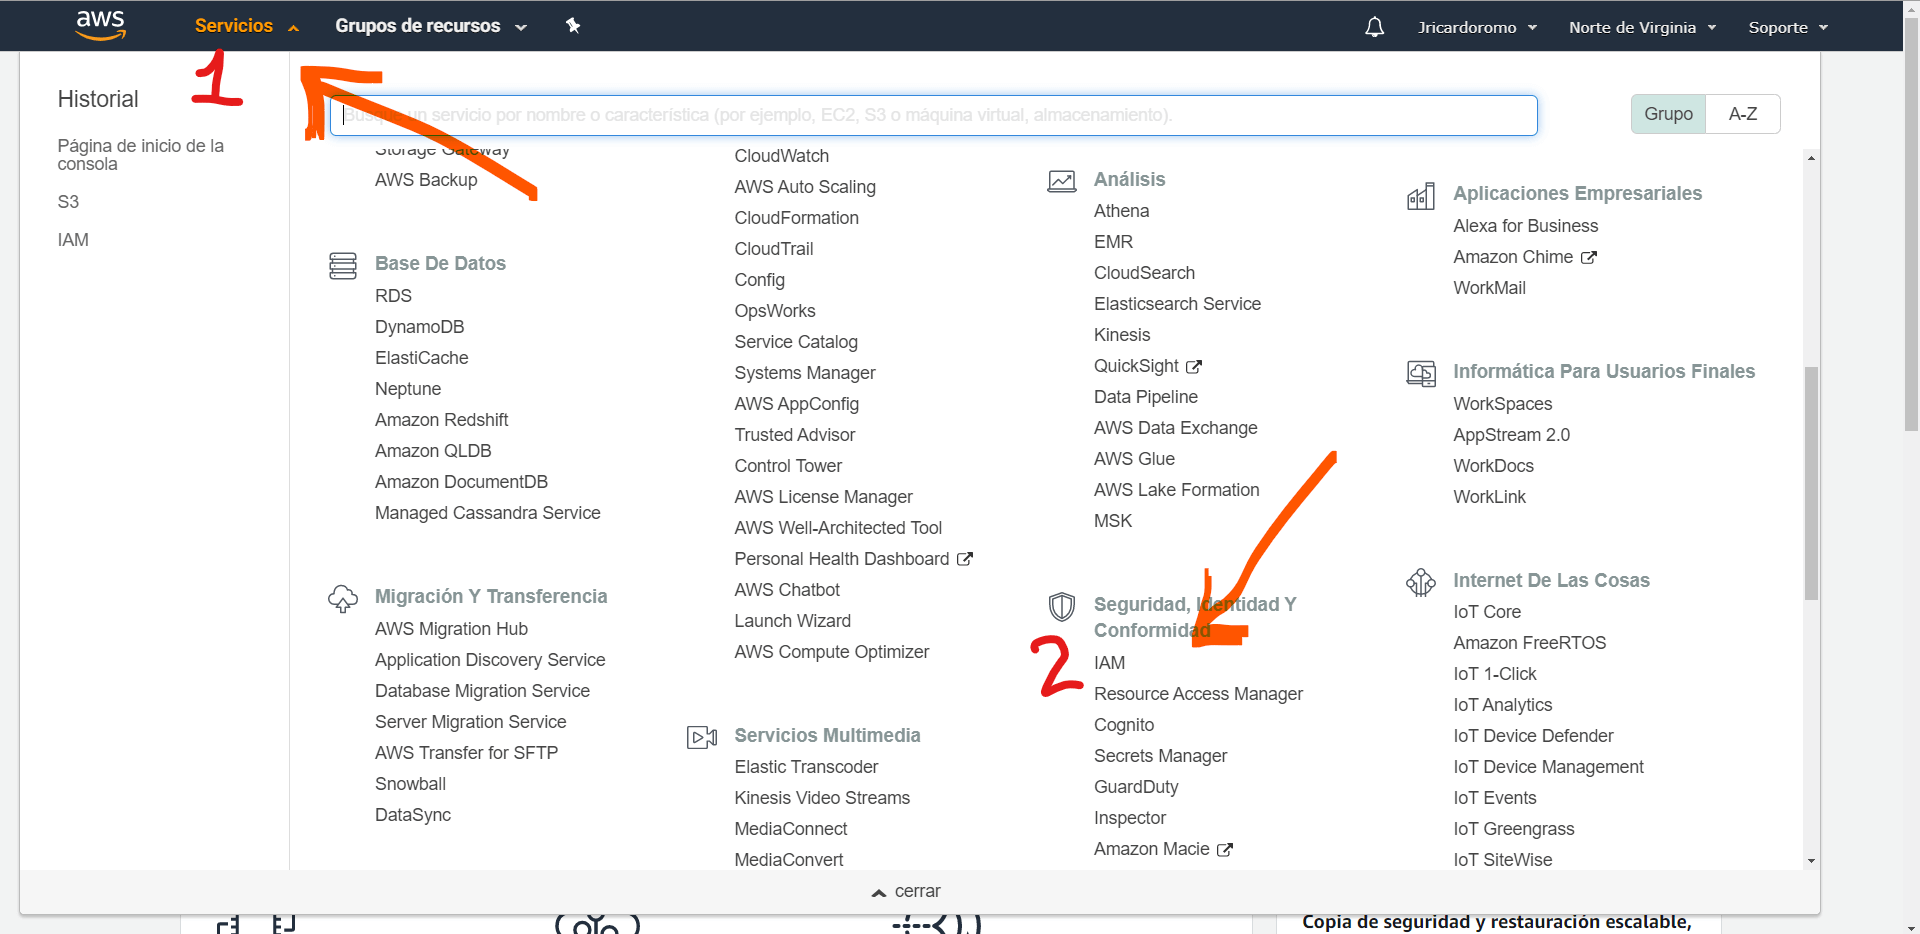 aws
Servicios
Grupos de recursos
Jricardoromo
Norte de Virginia
Soporte
1
Historial
Página de inicio de la
consola
S3
IAM
Busque un servicio por nombre o característica (por ejemplo, EC2, S3 o máquina virtual, almacenamiento).
Grupo
A-Z
Storage Gateway
AWS Backup
Base De Datos
RDS
DynamoDB
ElastiCache
Neptune
Amazon Redshift
Amazon QLDB
Amazon DocumentDB
Managed Cassandra Service
Migración Y Transferencia
AWS Migration Hub
Application Discovery Service
Database Migration Service
Server Migration Service
AWS Transfer for SFTP
Snowball
DataSync
CloudWatch
AWS Auto Scaling
CloudFormation
CloudTrail
Config
OpsWorks
Service Catalog
Systems Manager
AWS AppConfig
Trusted Advisor
Control Tower
AWS License Manager
AWS Well-Architected Tool
Personal Health Dashboard
AWS Chatbot
Launch Wizard
AWS Compute Optimizer
Servicios Multimedia
Elastic Transcoder
Kinesis Video Streams
MediaConnect
MediaConvert
Análisis
Athena
EMR
CloudSearch
Elasticsearch Service
Kinesis
QuickSight
Data Pipeline
AWS Data Exchange
AWS Glue
AWS Lake Formation
MSK
Seguridad, Identidad Y
Conformidad
2
IAM
Resource Access Manager
Cognito
Secrets Manager
GuardDuty
Inspector
Amazon Macie
Aplicaciones Empresariales
Alexa for Business
Amazon Chime
WorkMail
Informática Para Usuarios Finales
WorkSpaces
AppStream 2.0
WorkDocs
WorkLink
Internet De Las Cosas
IoT Core
Amazon FreeRTOS
IoT 1-Click
IoT Analytics
IoT Device Defender
IoT Device Management
IoT Events
IoT Greengrass
IoT SiteWise
cerrar
Copia de seguridad y restauración escalable,